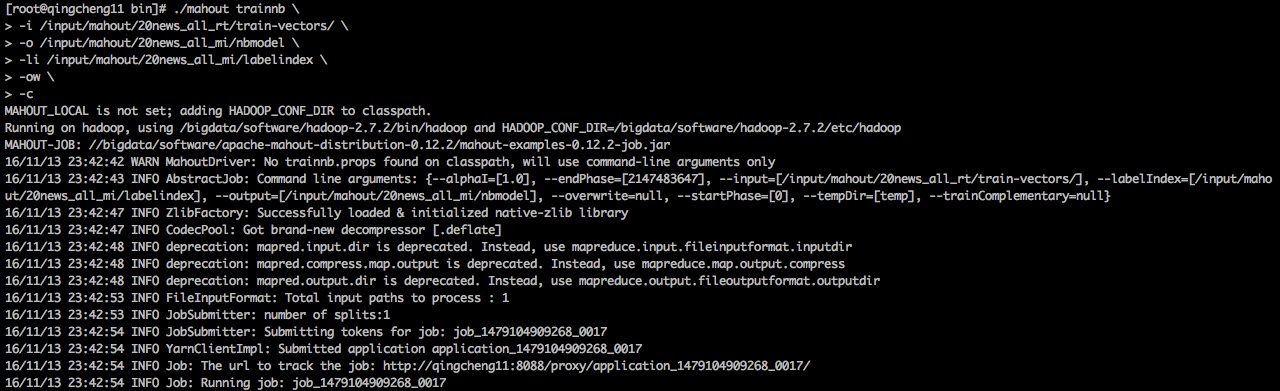 [root@qingcheng11 bin]# ./mahout trainnb \
> -i /input/mahout/20news_all_rt/train-vectors/ \
> -o /input/mahout/20news_all_mi/nbmodel \
> -li /input/mahout/20news_all_mi/labelindex \
> -ow \
> -c
MAHOUT_LOCAL is not set; adding HADOOP_CONF_DIR to classpath.
Running on hadoop, using /bigdata/software/hadoop-2.7.2/bin/hadoop and HADOOP_CONF_DIR=/bigdata/software/hadoop-2.7.2/etc/hadoop
MAHOUT-JOB: //bigdata/software/apache-mahout-distribution-0.12.2/mahout-examples-0.12.2-job.jar
16/11/13 23:42:42 WARN MahoutDriver: No trainnb.props found on classpath, will use command-line arguments only
16/11/13 23:42:43 INFO AbstractJob: Command line arguments: {--alphaI=[1.0], --endPhase=[2147483647], --input=[/input/mahout/20news_all_rt/train-vectors/], --labelIndex=[/input/maho
ut/20news_all_mi/labelindex], --output=[/input/mahout/20news_all_mi/nbmodel], --overwrite=null, --startPhase=[0], --tempDir=[temp], --trainComplementary=null}
16/11/13 23:42:47 INFO ZlibFactory: Successfully loaded & initialized native-zlib library
16/11/13 23:42:47 INFO CodecPool: Got brand-new decompressor [.deflate]
16/11/13 23:42:48 INFO deprecation: mapred.input.dir is deprecated. Instead, use mapreduce.input.fileinputformat.inputdir
16/11/13 23:42:48 INFO deprecation: mapred.compress.map.output is deprecated. Instead, use mapreduce.map.output.compress
16/11/13 23:42:48 INFO deprecation: mapred.output.dir is deprecated. Instead, use mapreduce.output.fileoutputformat.outputdir
16/11/13 23:42:53 INFO FileInputFormat: Total input paths to process : 1
16/11/13 23:42:53 INFO JobSubmitter: number of splits:1
16/11/13 23:42:54 INFO JobSubmitter: Submitting tokens for job: job_1479104909268_0017
16/11/13 23:42:54 INFO YarnClientImpl: Submitted application application_1479104909268_0017
16/11/13 23:42:54 INFO Job: The url to track the job: http://qingcheng11:8088/proxy/application_1479104909268_0017/
16/11/13 23:42:54 INFO Job: Running job: job_1479104909268_0017